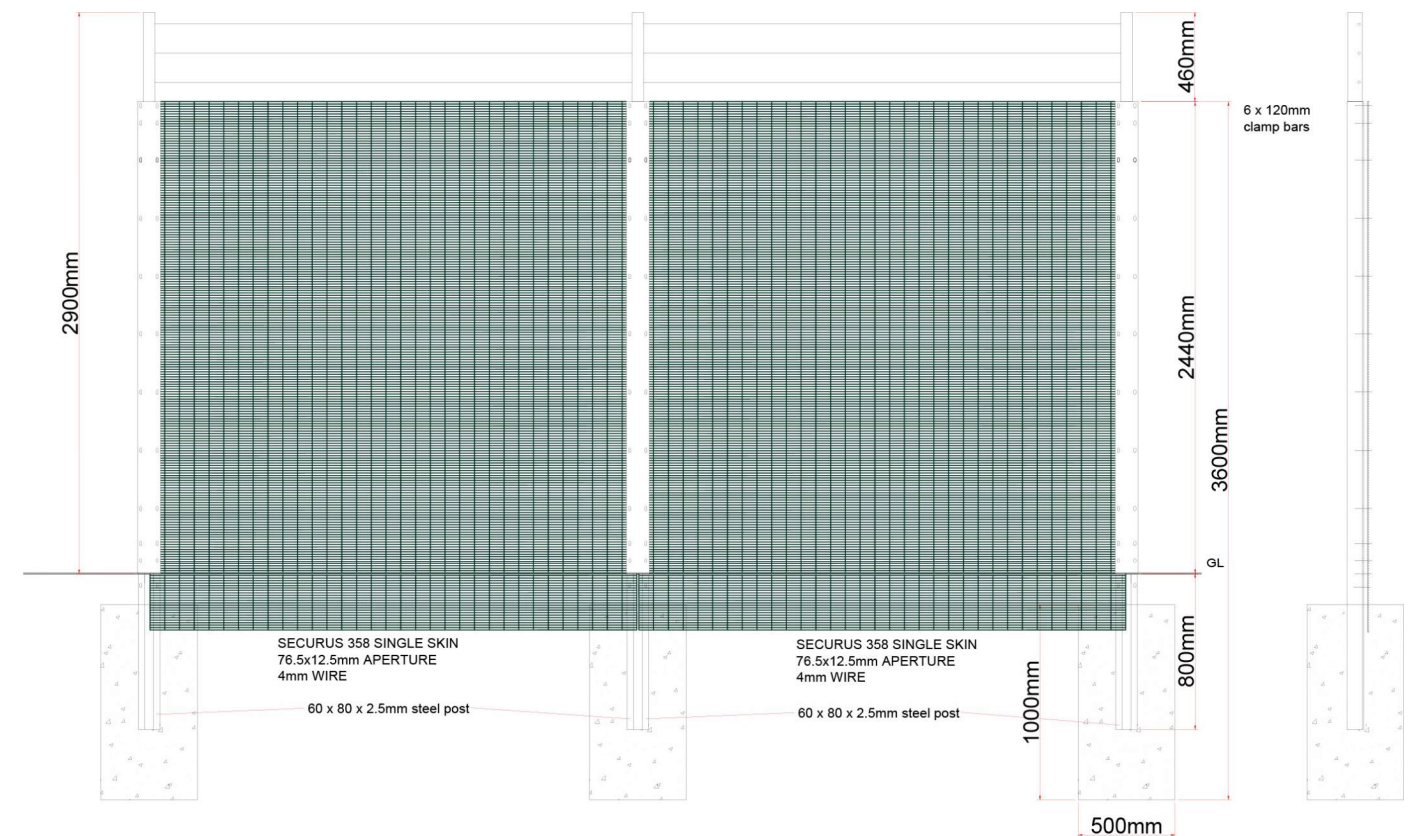 460mm
6 x 120mm
clamp bars
2900mm
2440mm
3600mm
GL
SECURUS 358 SINGLE SKIN
76.5x12.5mm APERTURE
4mm WIRE
SECURUS 358 SINGLE SKIN
76.5x12.5mm APERTURE
4mm WIRE
800mm
1000mm
60 x 80 x 2.5mm steel post
60 x 80 x 2.5mm steel post
500mm